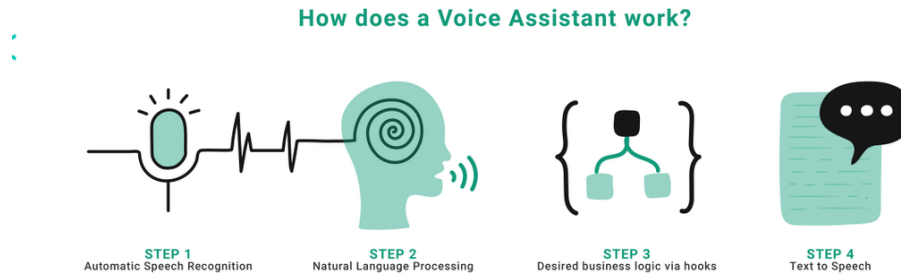 How does a Voice Assistant work?
STEP 1
Automatic Speech Recognition
STEP 2
Natural Language Processing
STEP 3
Desired business logic via hooks
STEP 4
Text to Speech